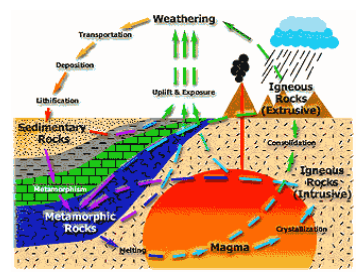 Weathering
Transportation
Deposition
Lithification
Uplift & Exposure
Igneous
Rocks
(Extrusive)
Sedimentary
Rocks
Consolidation
Igneous
Rocks
(Intrusive)
Metamorphism
Metamorphic
Rocks
Melting
Magma
Crystallization